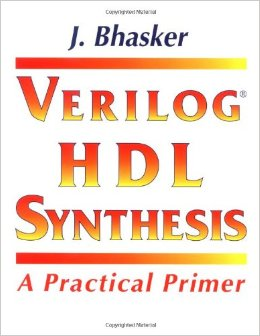 J. Bhasker
VERILOG®
HDL
SYNTHESIS
A Practical Primer